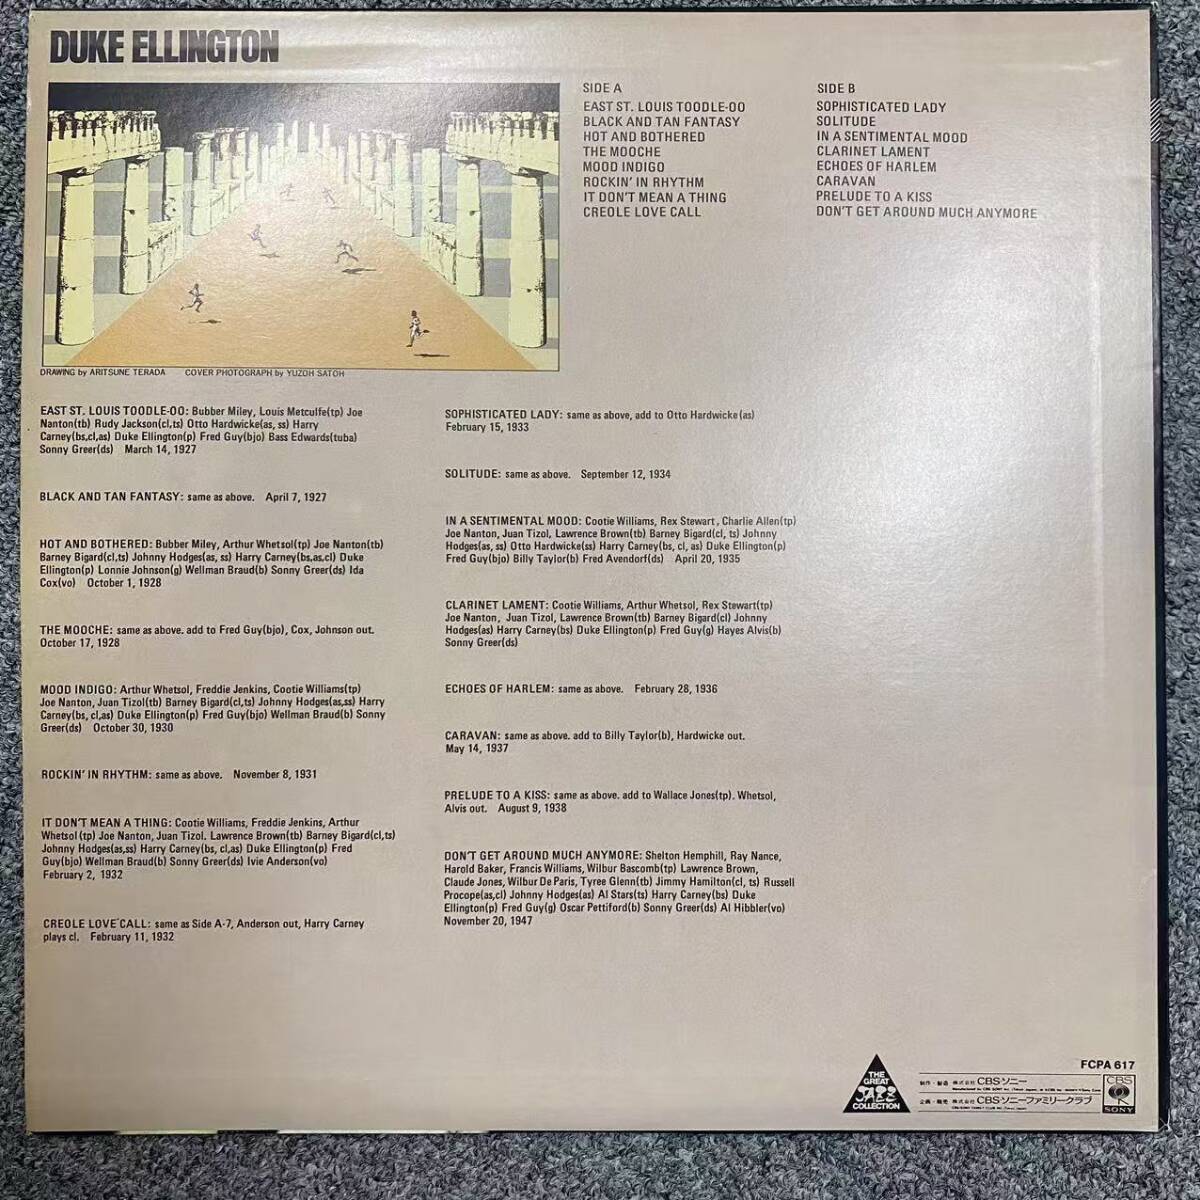 DUKE ELLINGTON
SIDE A
EAST ST. LOUIS TOODLE-OO
BLACK AND TAN FANTASY
HOT AND BOTHERED
THE MOOCHE
MOOD INDIGO
ROCKIN' IN RHYTHM
IT DON'T MEAN A THING
CREOLE LOVE CALL
SIDE B
SOPHISTICATED LADY
SOLITUDE
IN A SENTIMENTAL MOOD
CLARINET LAMENT
ECHOES OF HARLEM
CARAVAN
PRELUDE TO A KISS
DON'T GET AROUND MUCH ANYMORE
DRAWING by ARITSUNE TERADA COVER PHOTOGRAPH by YUZOH SATOH
EAST ST. LOUIS TOODLE-OO: Bubber Miley, Louis Metculfe(tp) Joe
Nanton(tb) Rudy Jackson(cl,ts) Otto Hardwicke(as, ss) Harry
Carney(bs,cl,as) Duke Ellington(p) Fred Guy(bjo) Bass Edwards(tuba)
Sonny Greer(ds) March 14, 1927
BLACK AND TAN FANTASY: same as above. April 7, 1927
HOT AND BOTHERED: Bubber Miley, Arthur Whetsol(tp) Joe Nanton(tb)
Barney Bigard(cl,ts) Johnny Hodges(as, ss) Harry Carney(bs,as,cl) Duke
Ellington(p) Lonnie Johnson(g) Wellman Braud(b) Sonny Greer(ds) Ida
Cox(vo) October 1, 1928
THE MOOCHE: same as above. add to Fred Guy(bjo), Cox, Johnson out.
October 17, 1928
MOOD INDIGO: Arthur Whetsol, Freddie Jenkins, Cootie Williams(tp)
Joe Nanton, Juan Tizol(tb) Barney Bigard(cl,ts) Johnny Hodges(as,ss) Harry
Carney(bs, cl,as) Duke Ellington(p) Fred Guy(bjo) Wellman Braud(b) Sonny
Greer(ds) October 30, 1930
ROCKIN' IN RHYTHM: same as above. November 8, 1931
IT DON'T MEAN A THING: Cootie Williams, Freddie Jenkins, Arthur
Whetsol(tp) Joe Nanton, Juan Tizol. Lawrence Brown(tb) Barney Bigard(cl,ts)
Johnny Hodges(as,ss) Harry Carney(bs, cl,as) Duke Ellington(p) Fred
Guy(bjo) Wellman Braud(b) Sonny Greer(ds) Ivie Anderson(vo)
February 2, 1932
CREOLE LOVE CALL: same as Side A-7, Anderson out, Harry Carney
plays cl. February 11, 1932
SOPHISTICATED LADY: same as above, add to Otto Hardwicke(as)
February 15, 1933
SOLITUDE: same as above. September 12, 1934
IN A SENTIMENTAL MOOD: Cootie Williams, Rex Stewart, Charlie Allen(tp)
Joe Nanton, Juan Tizol, Lawrence Brown(tb) Barney Bigard(cl, ts) Johnny
Hodges(as, ss) Otto Hardwicke(ss) Harry Carney(bs, cl, as) Duke Ellington(p)
Fred Guy(bjo) Billy Taylor(b) Fred Avendorf(ds) April 20, 1935
CLARINET LAMENT: Cootie Williams, Arthur Whetsol, Rex Stewart(tp)
Joe Nanton, Juan Tizol, Lawrence Brown(tb) Barney Bigard(cl) Johnny
Hodges(as) Harry Carney(bs) Duke Ellington(p) Fred Guy(g) Hayes Alvis(b)
Sonny Greer(ds)
ECHOES OF HARLEM: same as above. February 28, 1936
CARAVAN: same as above. add to Billy Taylor(b), Hardwicke out.
May 14, 1937
PRELUDE TO A KISS: same as above. add to Wallace Jones(tp). Whetsol,
Alvis out. August 9, 1938
DON'T GET AROUND MUCH ANYMORE: Shelton Hemphill, Ray Nance,
Harold Baker, Francis Williams, Wilbur Bascomb(tp) Lawrence Brown,
Claude Jones, Wilbur De Paris, Tyree Glenn(tb) Jimmy Hamilton(cl, ts) Russell
Procope(as,cl) Johnny Hodges(as) Al Stars(ts) Harry Carney(bs) Duke
Ellington(p) Fred Guy(g) Oscar Pettiford(b) Sonny Greer(ds) Al Hibbler(vo)
November 20, 1947
THE
GREAT
JAZZ
COLLECTION
FCPA 617
制作・製造 株式会社 CBSソニー
企画・販売 株式会社 CBSソニーファミリークラブ
CBS
SONY